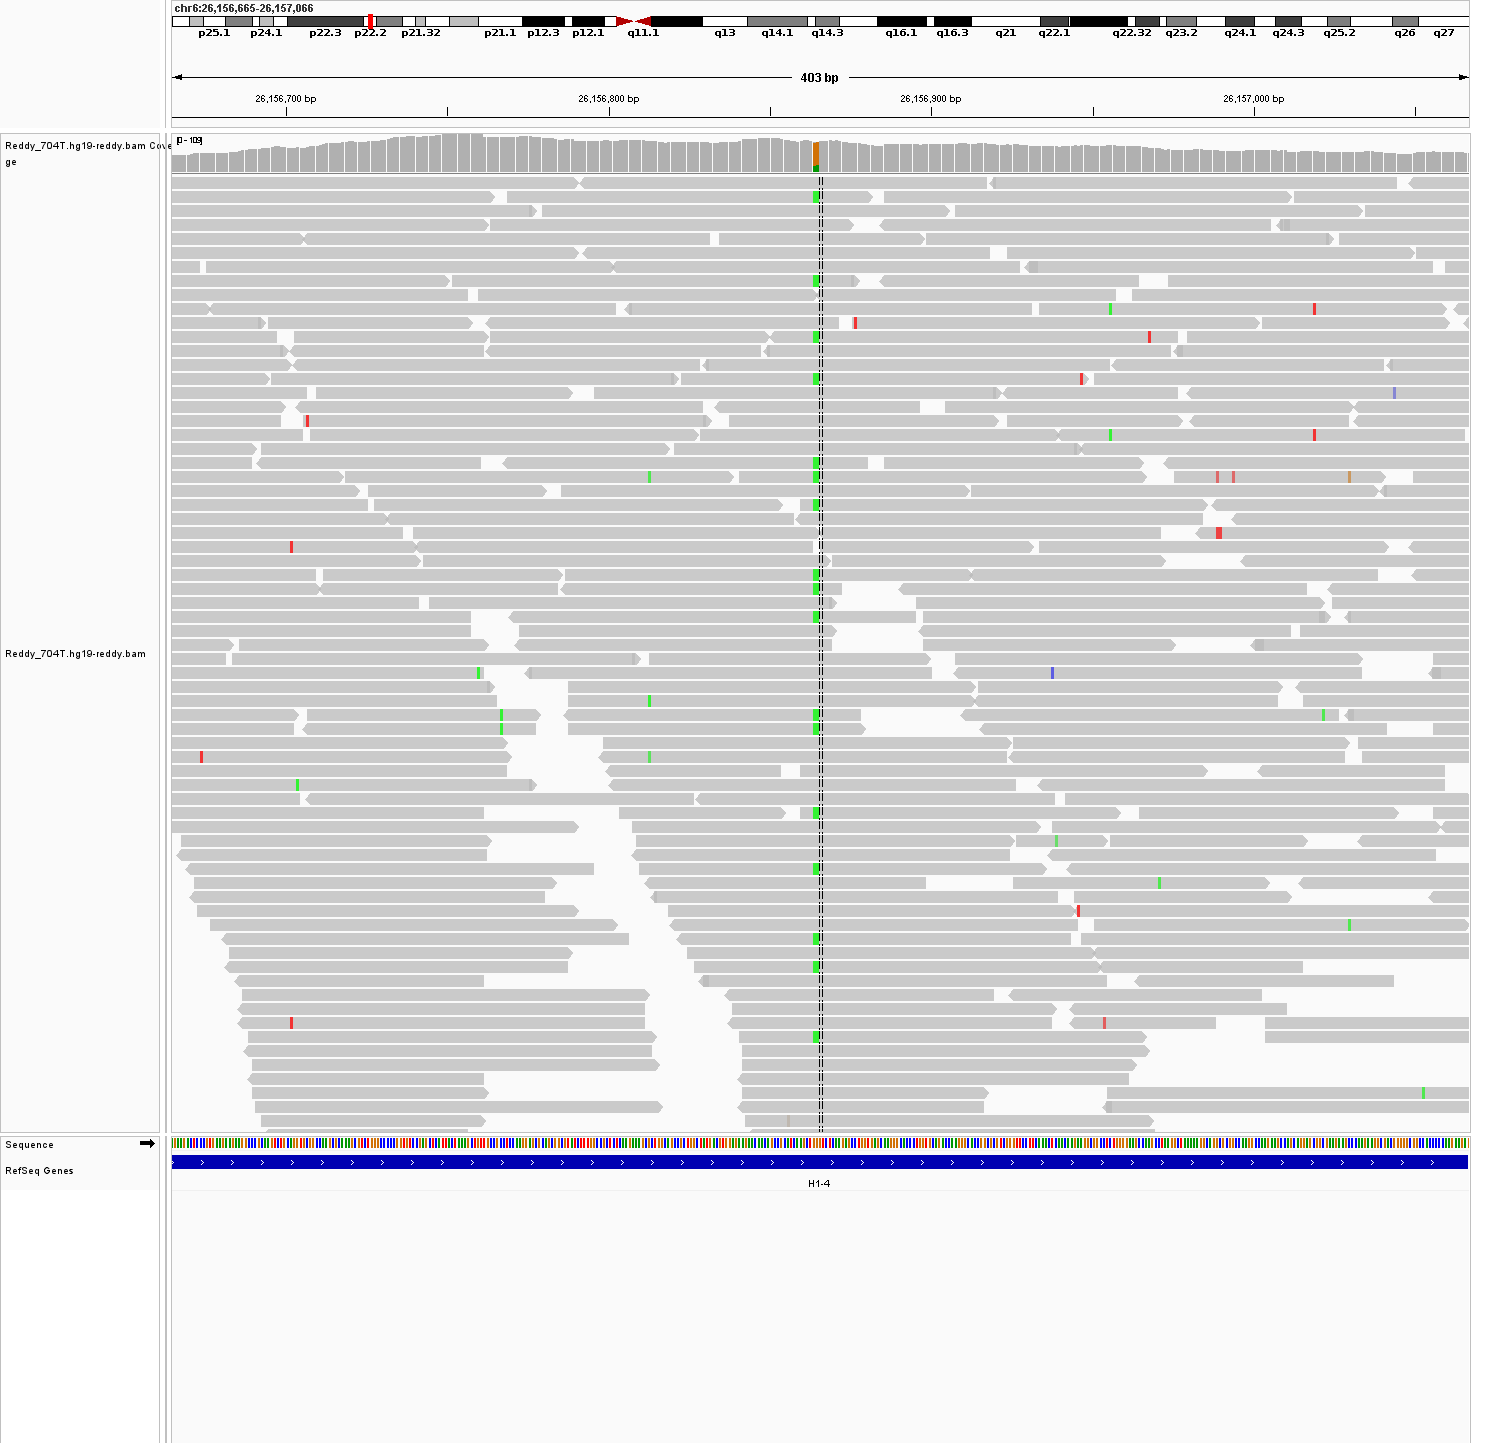 chr6:26,156,665-26,157,066
p25.1 p24.1 p22.3 p22.2 p21.32 p21.1 p12.3 p12.1 q11.1 q13 q14.1 q14.3 q16.1 q16.3 q21 q22.1 q22.32 q23.2 q24.1 q24.3 q25.2 q26 q27
403 bp
26,156,700 bp 26,156,800 bp 26,156,900 bp 27,157,000 bp
Reddy_704T.hg19-reddy.bam Cove
ge
[0 - 109]
Reddy_704T.hg19-reddy.bam
Sequence
RefSeq Genes
H1-4